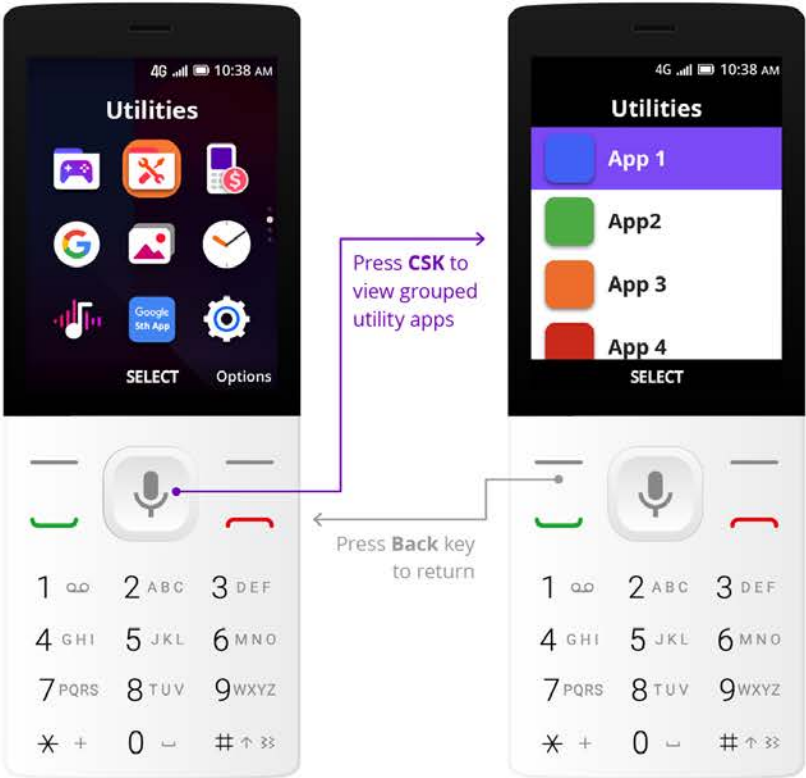 4G 10:38 AM
Utilities
Google
5th App
SELECT Options
1
2 ABC
3 DEF
4 GHI
5 JKL
6 MNO
7 PQRS
8 TUV
9 WXYZ
* +
0
#
Press CSK to
view grouped
utility apps
Press Back key
to return
4G 10:38 AM
Utilities
App 1
App2
App 3
App 4
SELECT
1
2 ABC
3 DEF
4 GHI
5 JKL
6 MNO
7 PQRS
8 TUV
9 WXYZ
* +
0
#